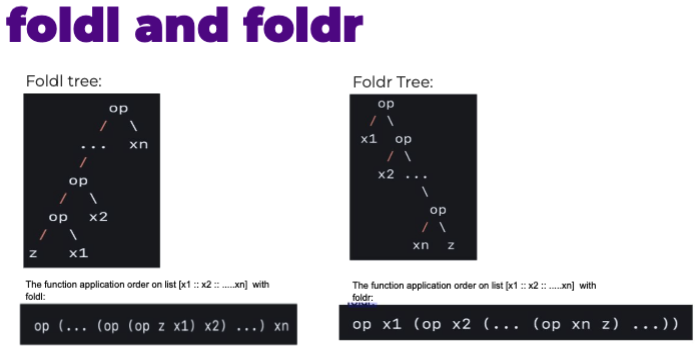 foldl and foldr
Foldl tree:
op
/ \
... xn
/
op
/ \
op x2
/ \
z x1
The function application order on list [x1 :: x2 :: .....xn] with
foldl:
op (... (op (op z x1) x2) ...) xn
Foldr Tree:
op
/ \
x1 op
/ \
x2 ...
\
op
/ \
xn z
The function application order on list [x1 :: x2 :: .....xn] with
foldr:
op x1 (op x2 (... (op xn z) ...))